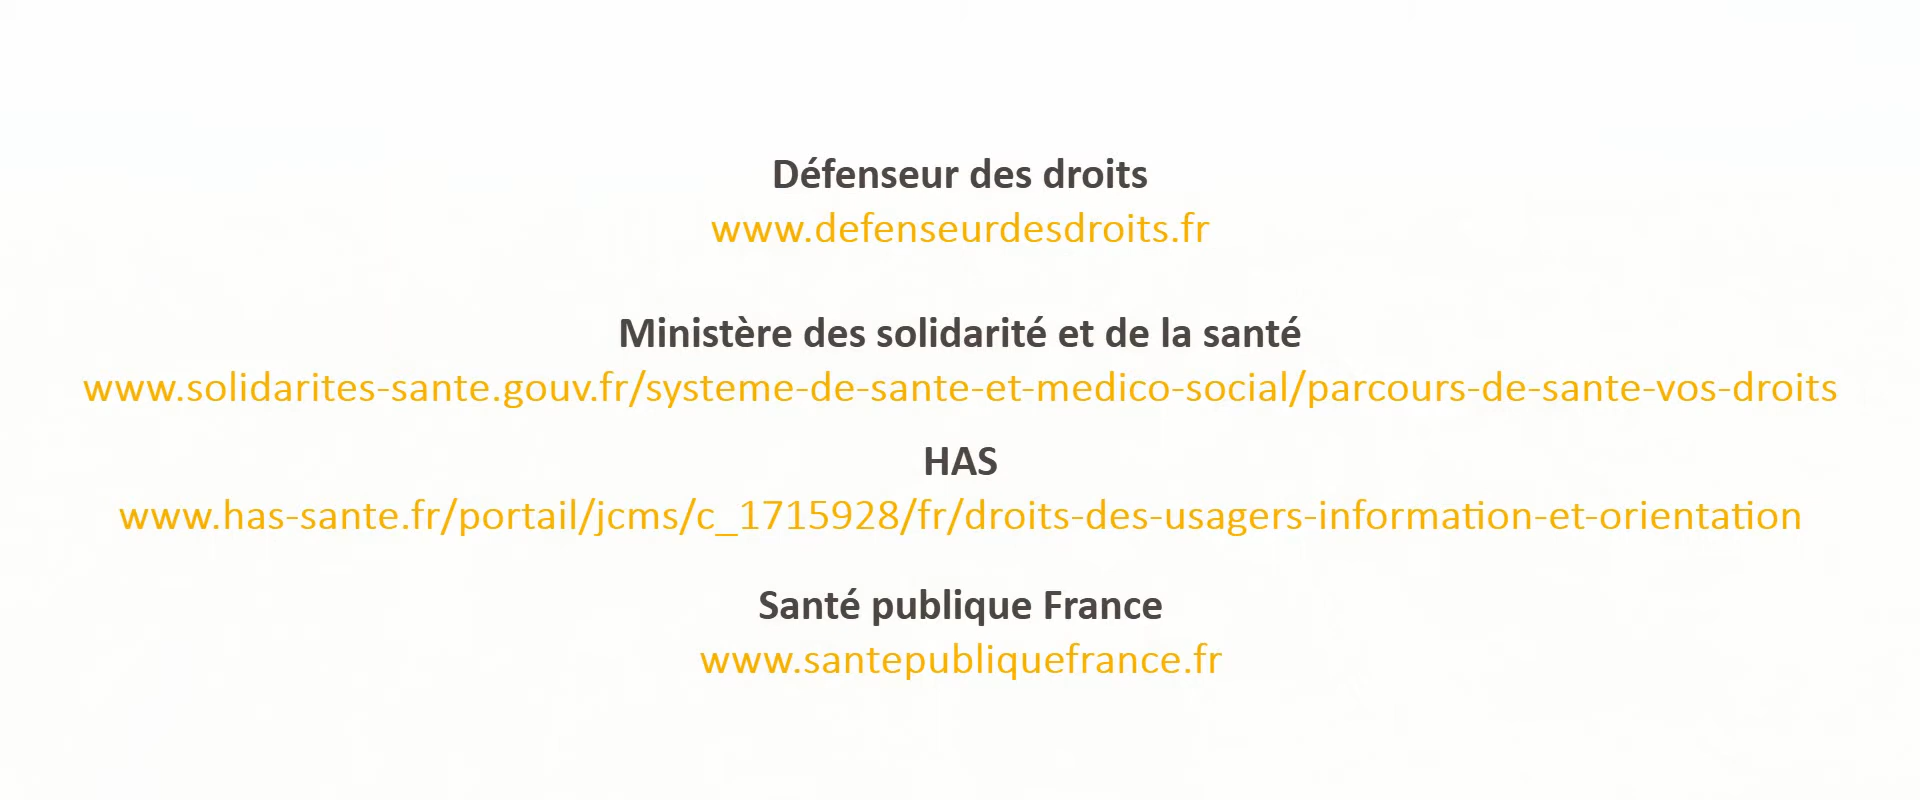 Défenseur des droits
www.defenseurdesdroits.fr
Ministère des solidarité et de la santé
www.solidarites-sante.gouv.fr/systeme-de-sante-et-medico-social/parcours-de-sante-vos-droits
HAS
www.has-sante.fr/portail/jcms/c_1715928/fr/droits-des-usagers-information-et-orientation
Santé publique France
www.santepubliquefrance.fr